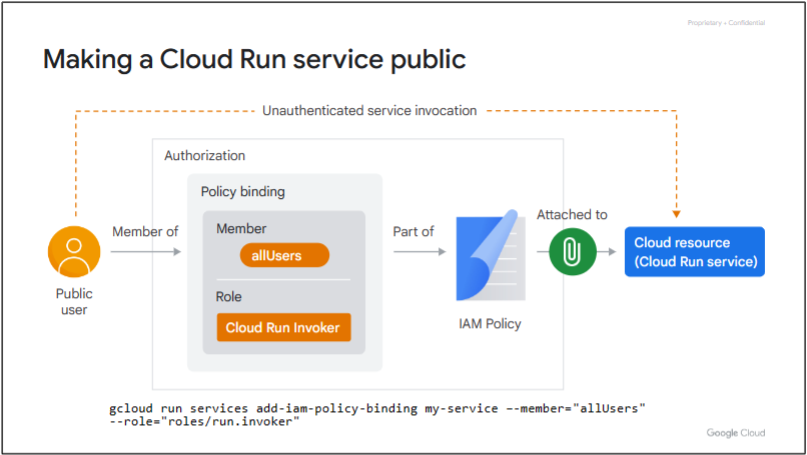 Proprietary + Confidential
Making a Cloud Run service public
Unauthenticated service invocation
Authorization
Policy binding
Member of
Member
allUsers
Role
Cloud Run Invoker
Part of
Attached to
Cloud resource
(Cloud Run service)
Public
user
IAM Policy
gcloud run services add-iam-policy-binding my-service --member="allUsers"
--role="roles/run.invoker"
Google Cloud